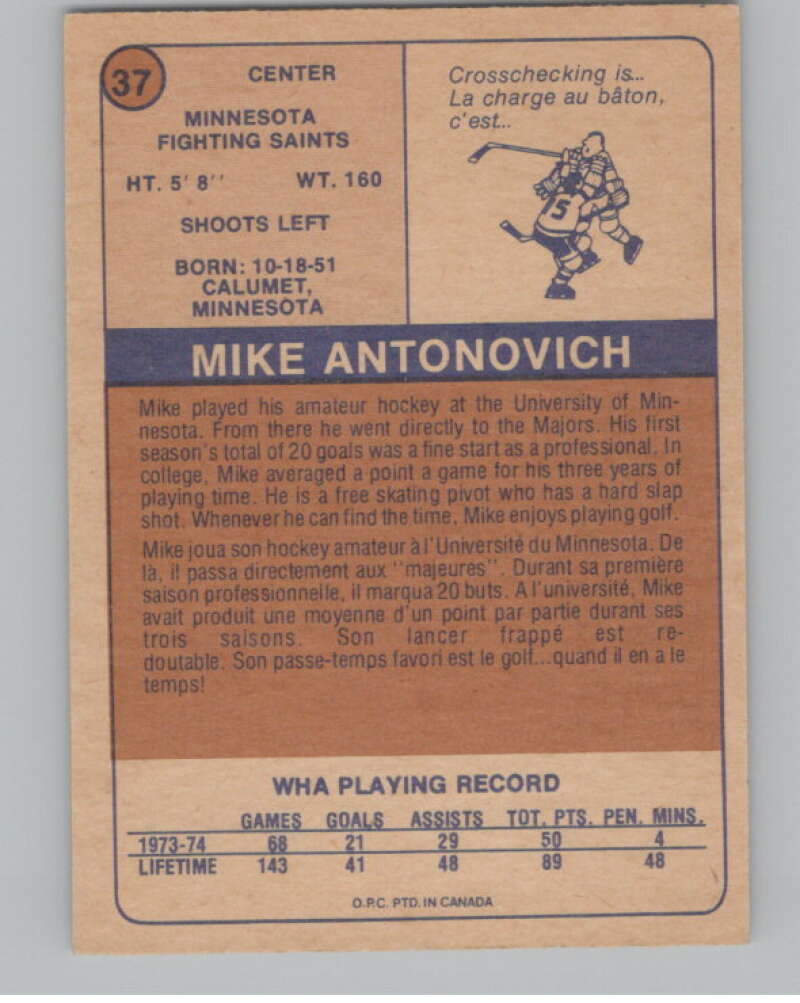 37
CENTER
MINNESOTA
FIGHTING SAINTS
HT. 5' 8'' WT. 160
SHOOTS LEFT
BORN: 10-18-51
CALUMET,
MINNESOTA
Crosschecking is...
La charge au bâton,
c'est...
15
MIKE ANTONOVICH
Mike played his amateur hockey at the University of Min-
nesota. From there he went directly to the Majors. His first
season's total of 20 goals was a fine start as a professional. In
college, Mike averaged a point a game for his three years of
playing time. He is a free skating pivot who has a hard slap
shot. Whenever he can find the time, Mike enjoys playing golf.
Mike joua son hockey amateur à l'Université du Minnesota. De
là, il passa directement aux ''majeures''. Durant sa première
saison professionnelle, il marqua 20 buts. A l'université, Mike
avait produit une moyenne d'un point par partie durant ses
trois saisons. Son lancer frappé est re-
doutable. Son passe-temps favori est le golf...quand il en a le
temps!
WHA PLAYING RECORD
GAMES GOALS ASSISTS TOT. PTS. PEN. MINS.
1973-74 68 21 29 50 4
LIFETIME 143 41 48 89 48
O.P.C. PTD. IN CANADA